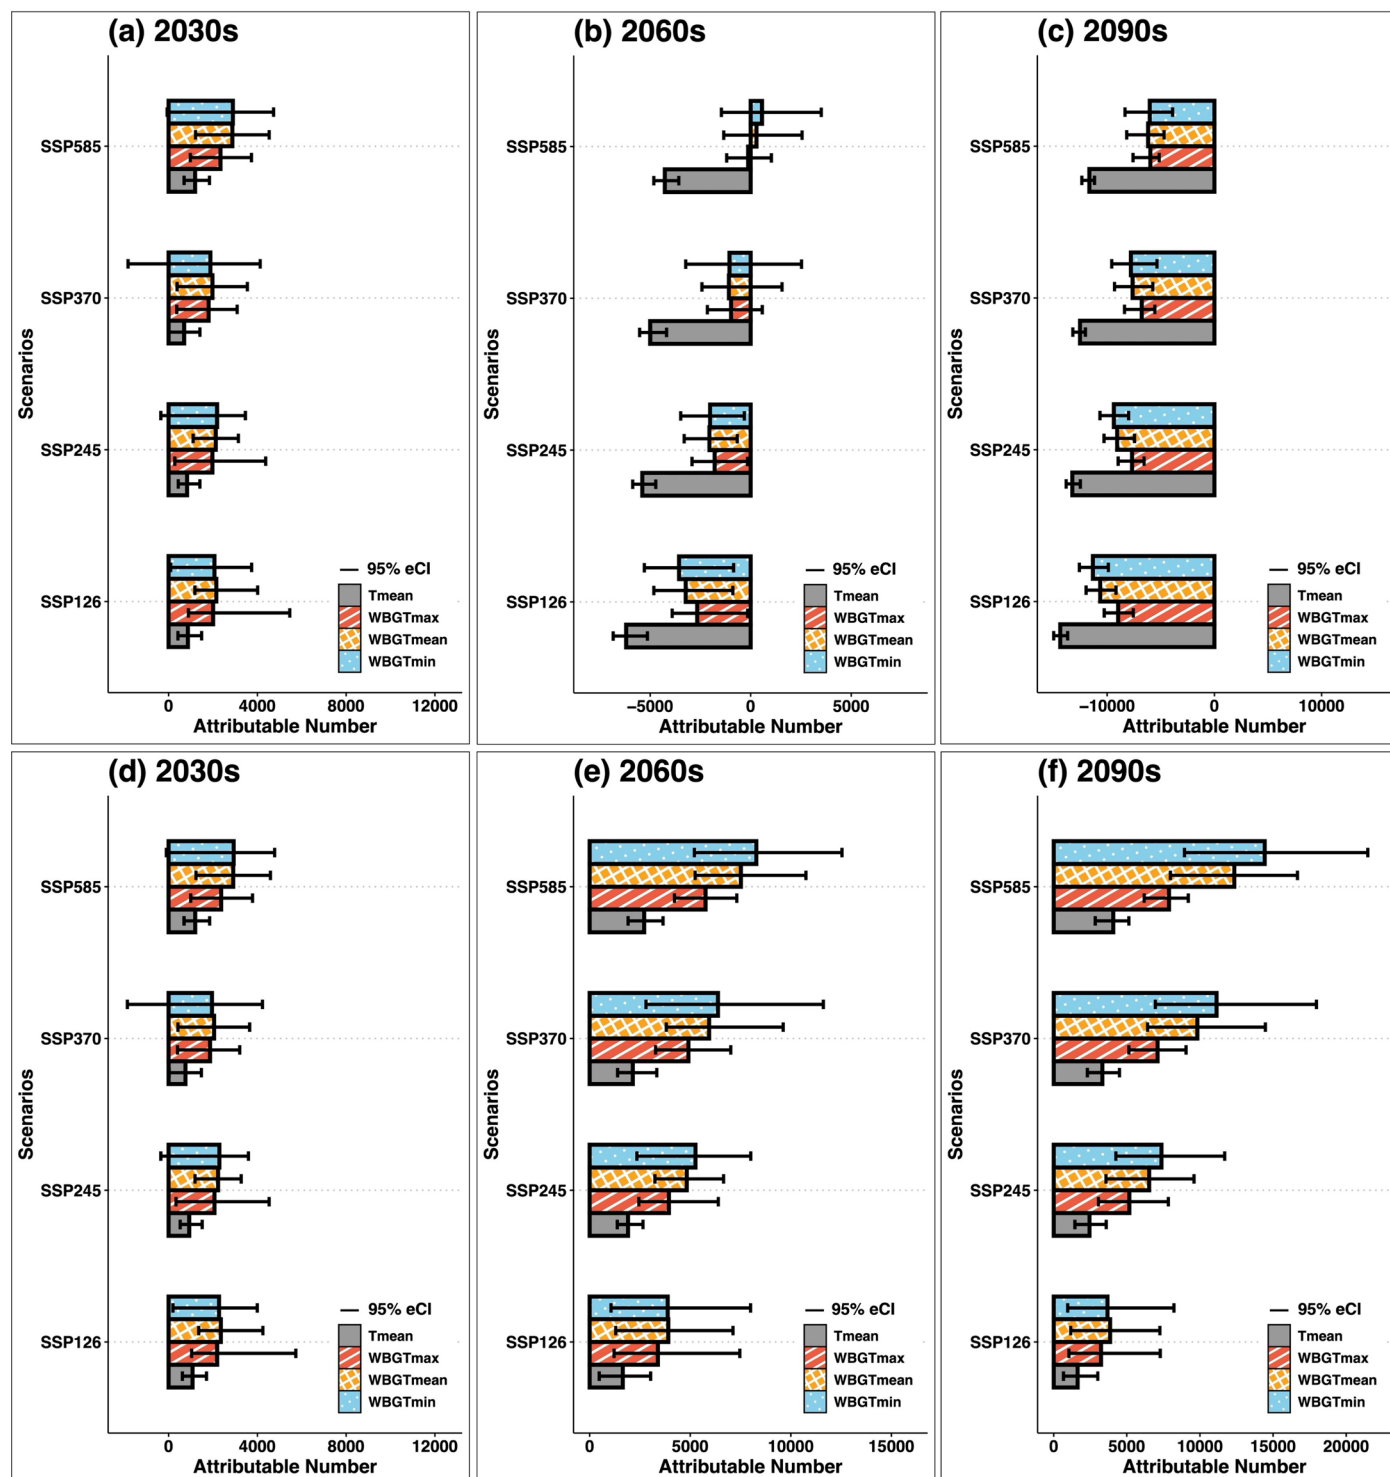 (a) 2030s
Scenarios
SSP585
SSP370
SSP245
SSP126
95% eCI
Tmean
WBGTmax
WBGTmean
WBGTmin
0 4000 8000 12000
Attributable Number
(b) 2060s
Scenarios
SSP585
SSP370
SSP245
SSP126
95% eCI
Tmean
WBGTmax
WBGTmean
WBGTmin
−5000 0 5000
Attributable Number
(c) 2090s
Scenarios
SSP585
SSP370
SSP245
SSP126
95% eCI
Tmean
WBGTmax
WBGTmean
WBGTmin
−10000 0 10000
Attributable Number
(d) 2030s
Scenarios
SSP585
SSP370
SSP245
SSP126
95% eCI
Tmean
WBGTmax
WBGTmean
WBGTmin
0 4000 8000 12000
Attributable Number
(e) 2060s
Scenarios
SSP585
SSP370
SSP245
SSP126
95% eCI
Tmean
WBGTmax
WBGTmean
WBGTmin
0 5000 10000 15000
Attributable Number
(f) 2090s
Scenarios
SSP585
SSP370
SSP245
SSP126
95% eCI
Tmean
WBGTmax
WBGTmean
WBGTmin
0 5000 10000 15000 20000
Attributable Number